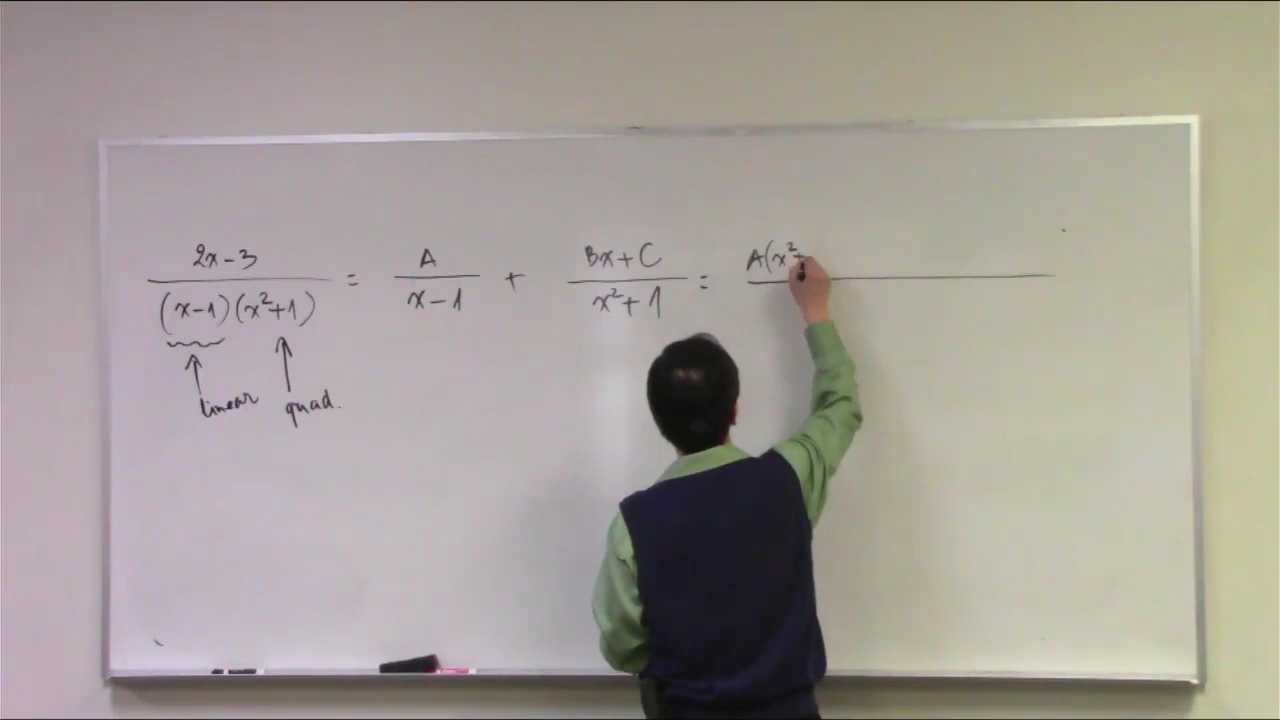 2x-3 / (x-1)(x²+1) = A / x-1 + Bx+C / x²+1 = A(x²+
linear quad.